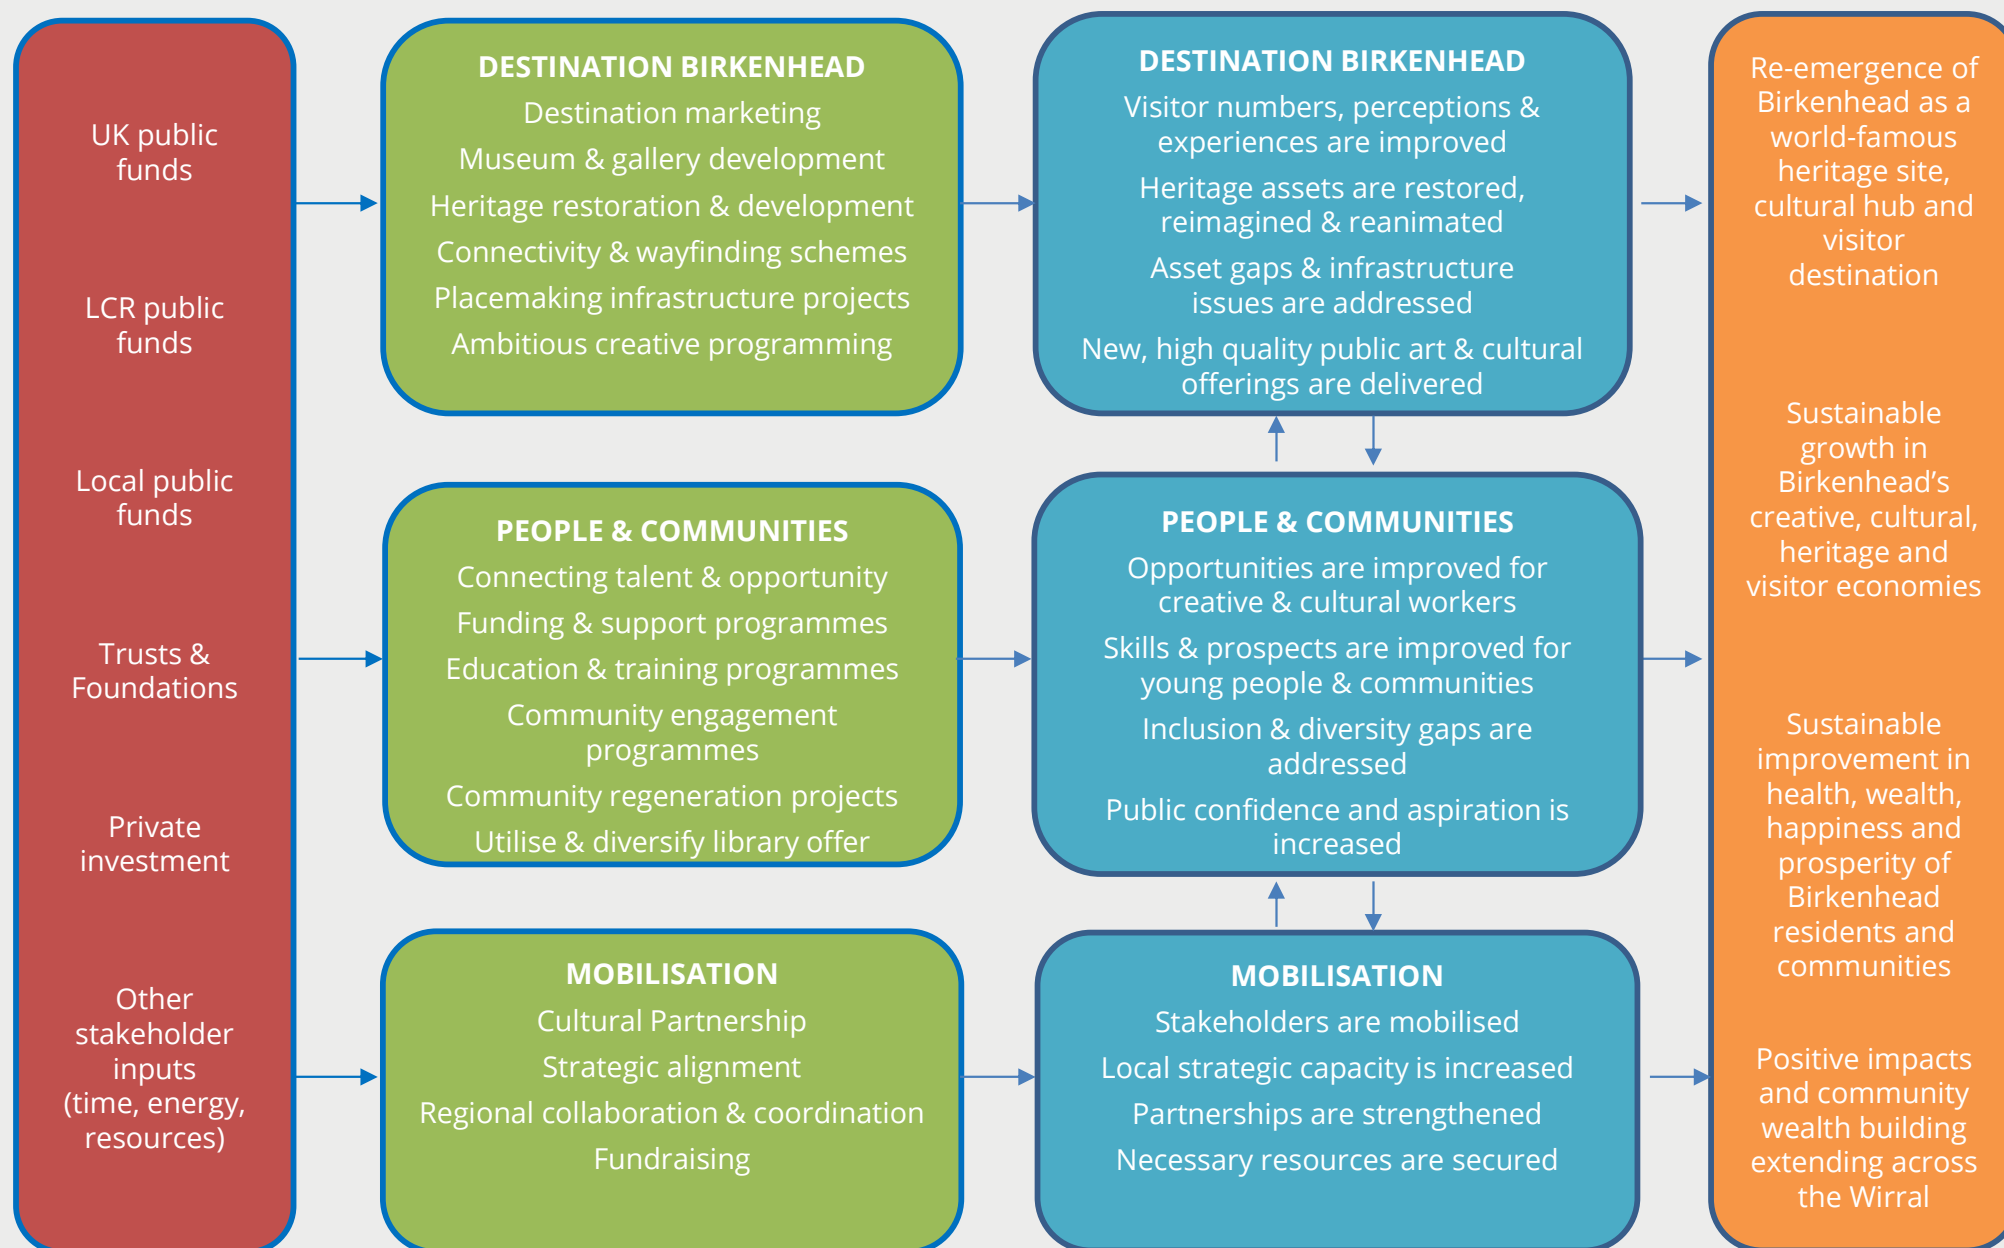 UK public
funds
LCR public
funds
Local public
funds
Trusts &
Foundations
Private
investment
Other
stakeholder
inputs
(time, energy,
resources)
DESTINATION BIRKENHEAD
Destination marketing
Museum & gallery development
Heritage restoration & development
Connectivity & wayfinding schemes
Placemaking infrastructure projects
Ambitious creative programming
PEOPLE & COMMUNITIES
Connecting talent & opportunity
Funding & support programmes
Education & training programmes
Community engagement
programmes
Community regeneration projects
Utilise & diversify library offer
MOBILISATION
Cultural Partnership
Strategic alignment
Regional collaboration & coordination
Fundraising
DESTINATION BIRKENHEAD
Visitor numbers, perceptions &
experiences are improved
Heritage assets are restored,
reimagined & reanimated
Asset gaps & infrastructure
issues are addressed
New, high quality public art & cultural
offerings are delivered
PEOPLE & COMMUNITIES
Opportunities are improved for
creative & cultural workers
Skills & prospects are improved for
young people & communities
Inclusion & diversity gaps are
addressed
Public confidence and aspiration is
increased
MOBILISATION
Stakeholders are mobilised
Local strategic capacity is increased
Partnerships are strengthened
Necessary resources are secured
Re-emergence of
Birkenhead as a
world-famous
heritage site,
cultural hub and
visitor
destination
Sustainable
growth in
Birkenhead’s
creative, cultural,
heritage and
visitor economies
Sustainable
improvement in
health, wealth,
happiness and
prosperity of
Birkenhead
residents and
communities
Positive impacts
and community
wealth building
extending across
the Wirral